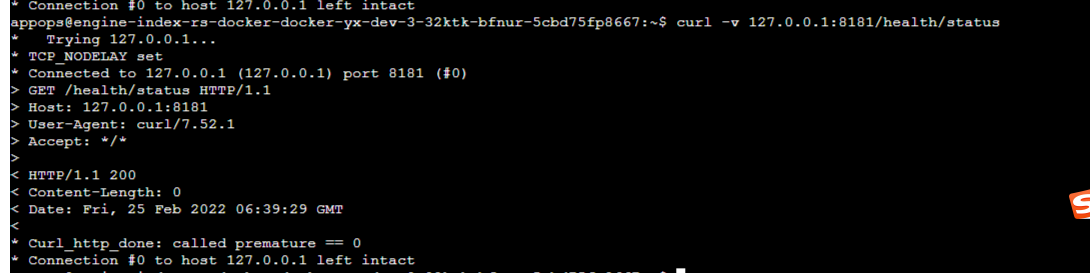 * Connection #0 to host 127.0.0.1 left intact
appops@engine-index-rs-docker-docker-yx-dev-3-32ktk-bfnur-5cbd75fp8667:~$ curl -v 127.0.0.1:8181/health/status
*   Trying 127.0.0.1...
* TCP_NODELAY set
* Connected to 127.0.0.1 (127.0.0.1) port 8181 (#0)
> GET /health/status HTTP/1.1
> Host: 127.0.0.1:8181
> User-Agent: curl/7.52.1
> Accept: */*
>
< HTTP/1.1 200
< Content-Length: 0
< Date: Fri, 25 Feb 2022 06:39:29 GMT
<
* Curl_http_done: called premature == 0
* Connection #0 to host 127.0.0.1 left intact